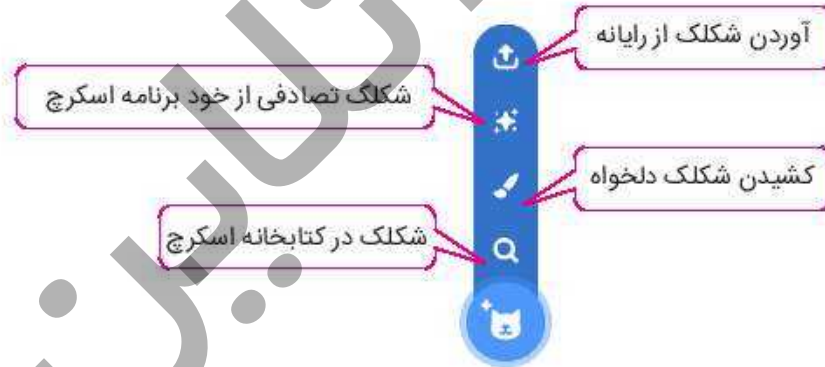 آوردن شکلک از رایانه
شکلک تصادفی از خود برنامه اسکرچ
کشیدن شکلک دلخواه
شکلک در کتابخانه اسکرچ